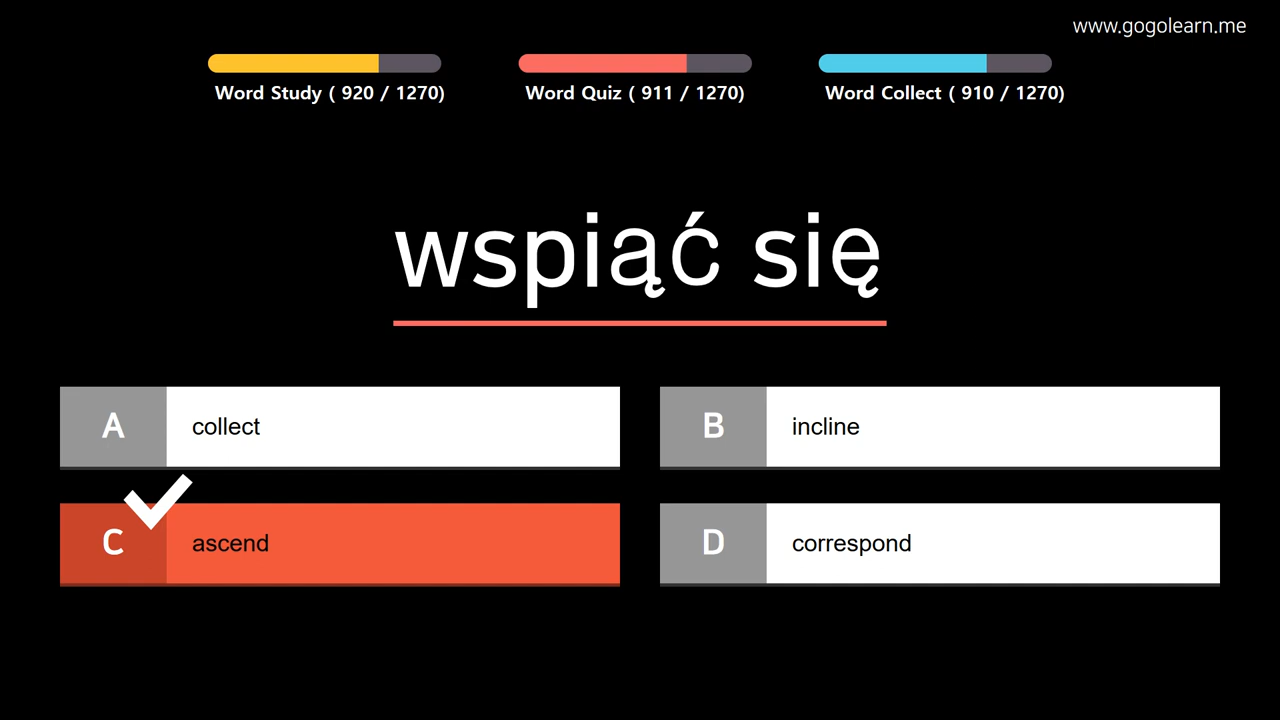 www.gogolearn.me
Word Study ( 920 / 1270)
Word Quiz ( 911 / 1270)
Word Collect ( 910 / 1270)
wspiąć się
A collect
B incline
C ascend
D correspond